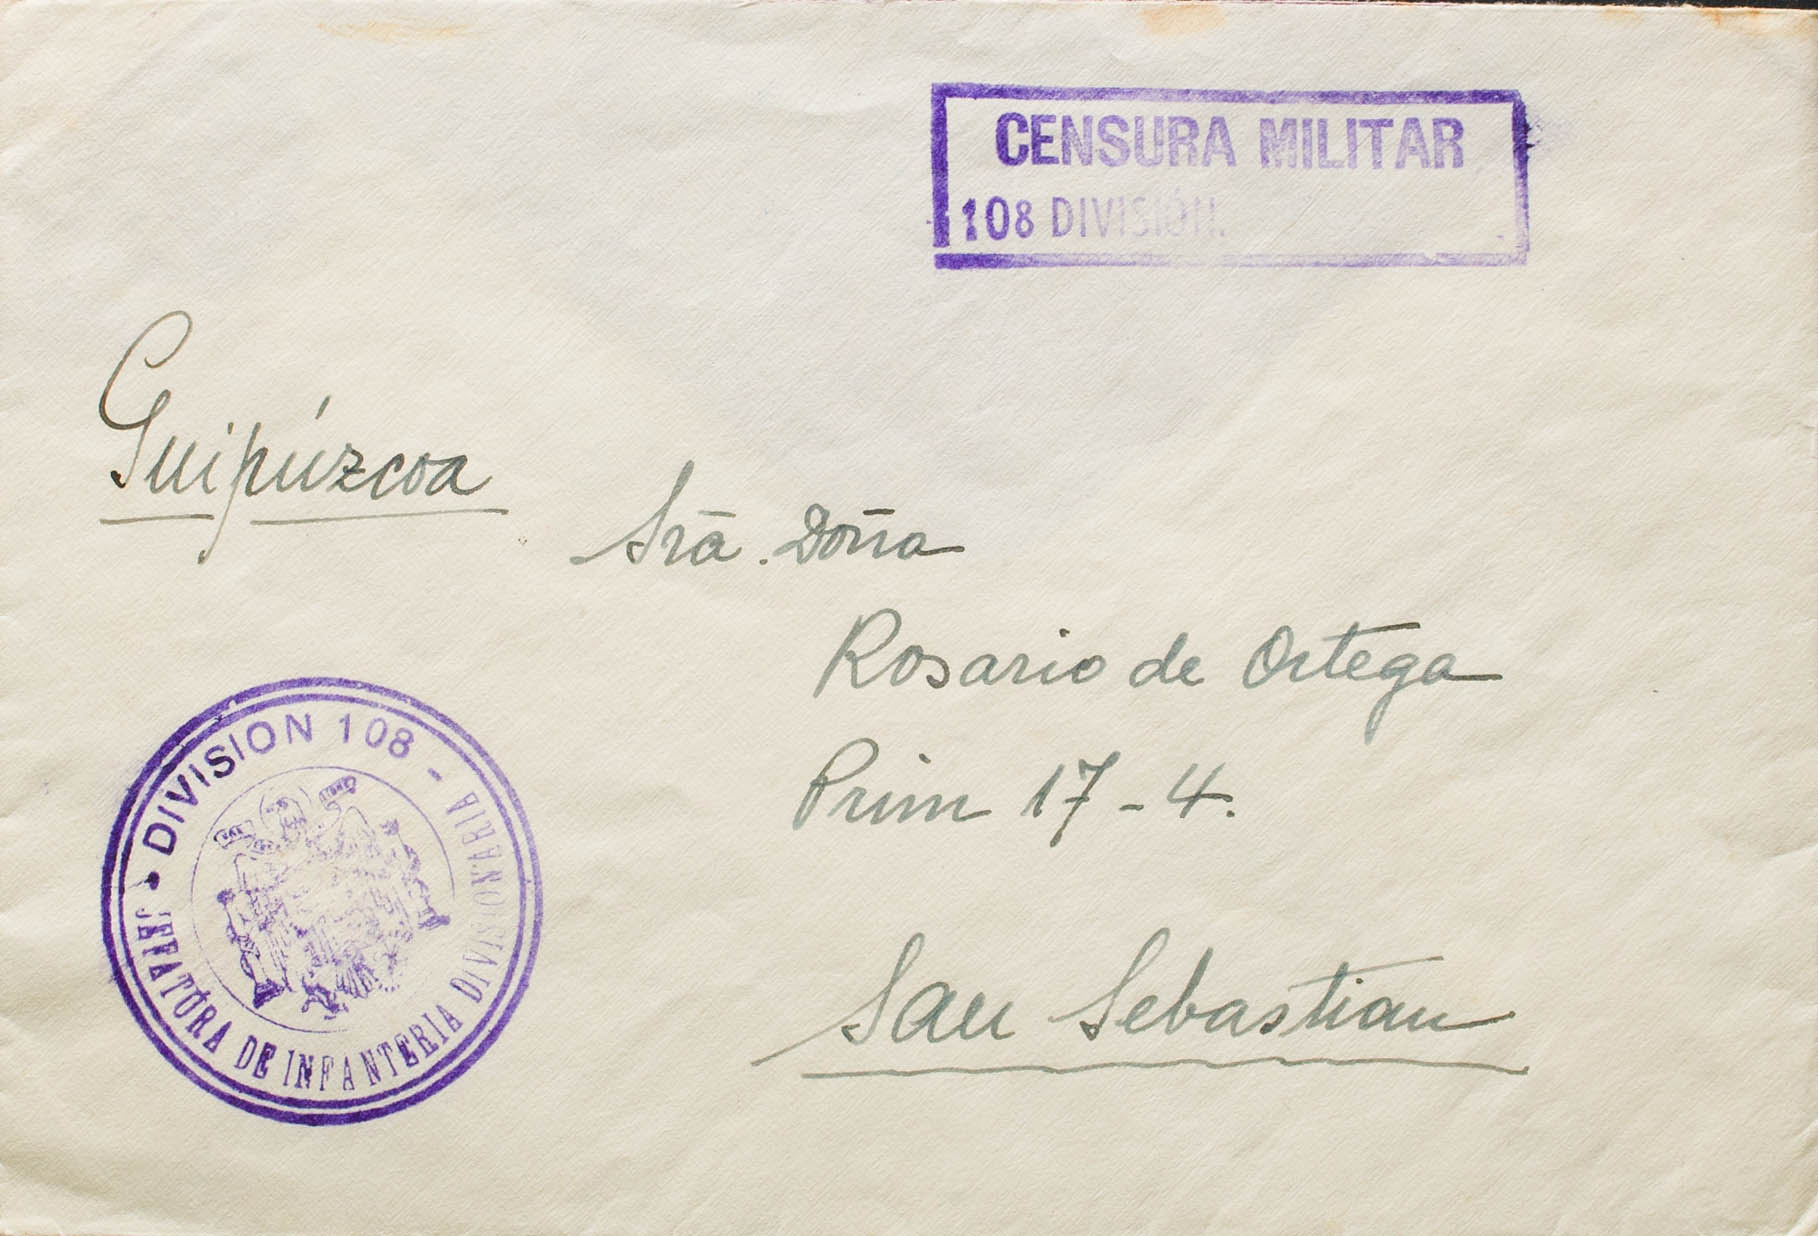 CENSURA MILITAR
108 DIVISIÓN.
Guipúzcoa
Srā. Doña
Rosario de Ortega
Prim 17-4.
San Sebastian
• DIVISION 108 -
JEFATÚRA DE INFANTERIA DIVISIONARIA